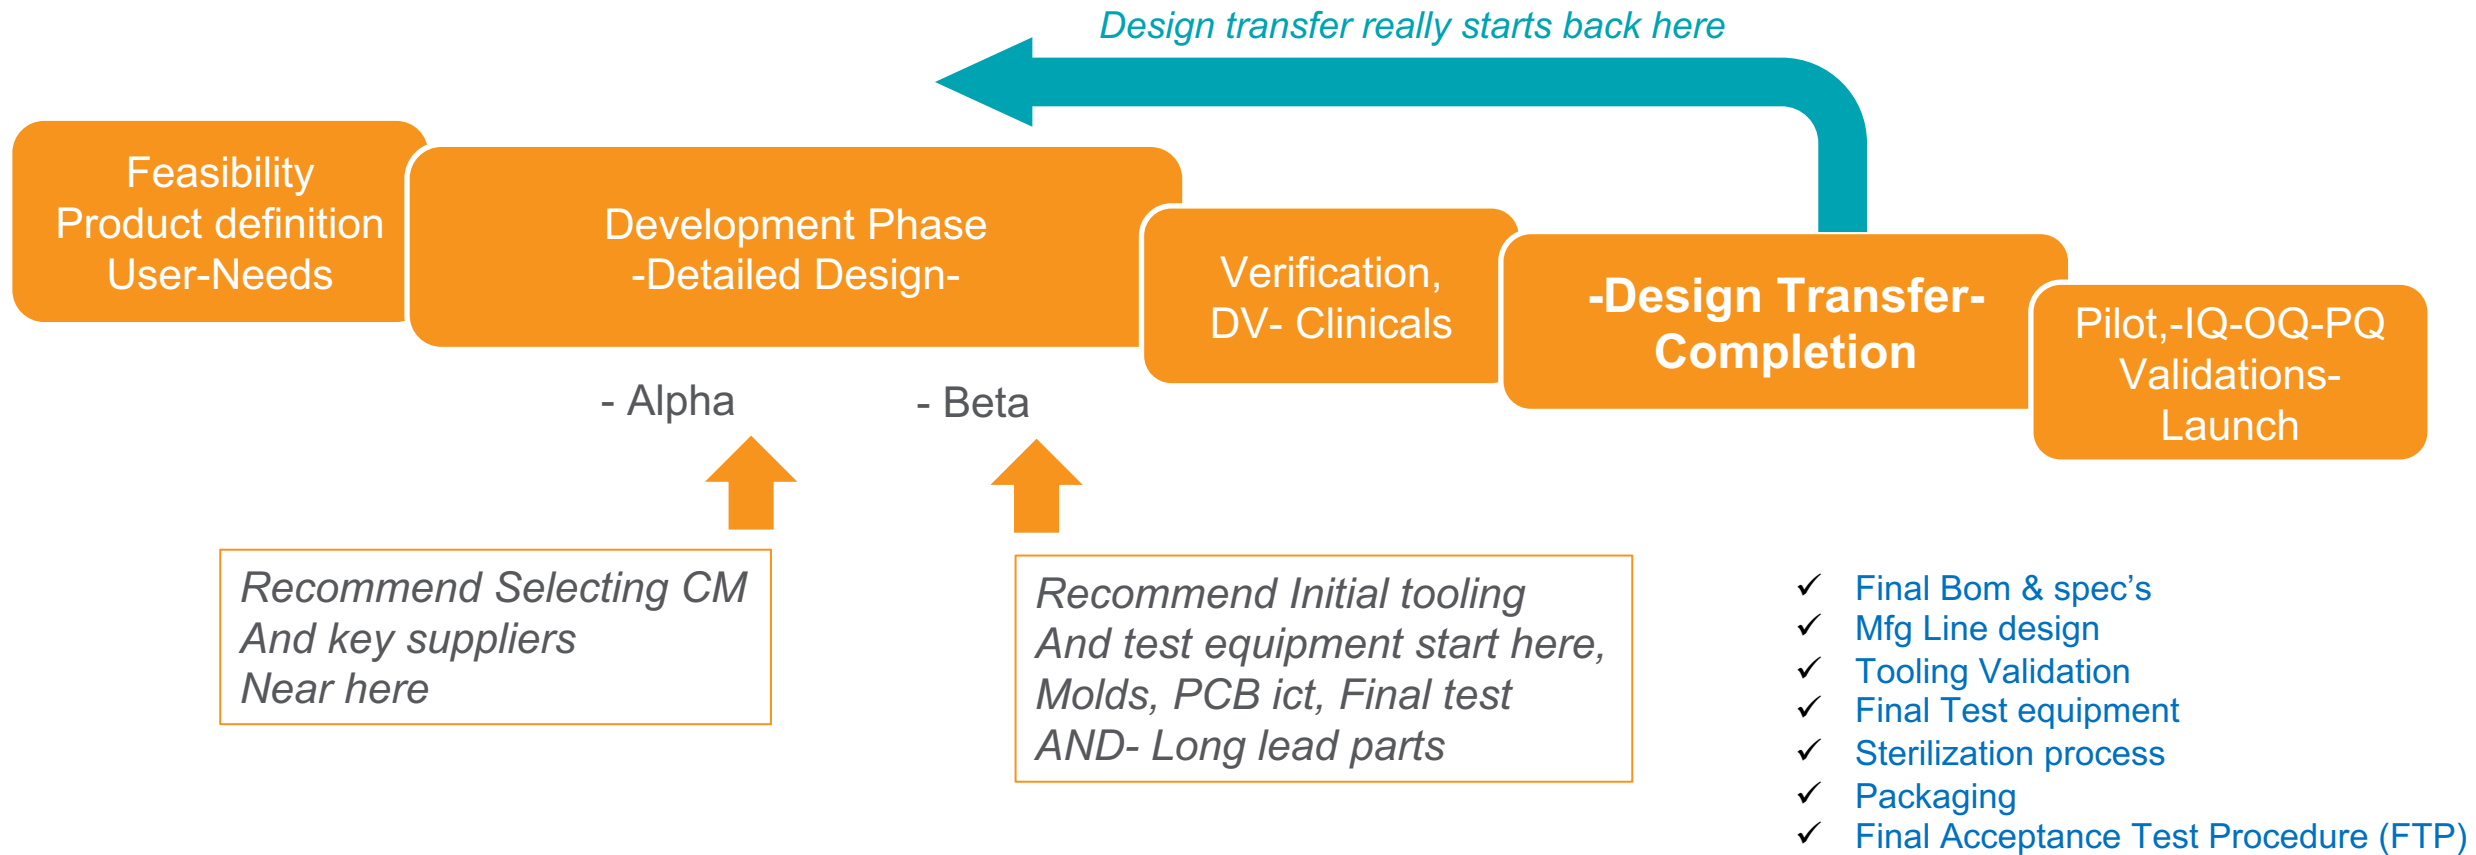 Design transfer really starts back here
Feasibility
Product definition
User-Needs
Development Phase
-Detailed Design-
Verification,
DV- Clinicals
-Design Transfer-
Completion
Pilot,-IQ-OQ-PQ
Validations-
Launch
- Alpha
- Beta
Recommend Selecting CM
And key suppliers
Near here
Recommend Initial tooling
And test equipment start here,
Molds, PCB ict, Final test
AND- Long lead parts
✓ Final Bom & spec’s
✓ Mfg Line design
✓ Tooling Validation
✓ Final Test equipment
✓ Sterilization process
✓ Packaging
✓ Final Acceptance Test Procedure (FTP)